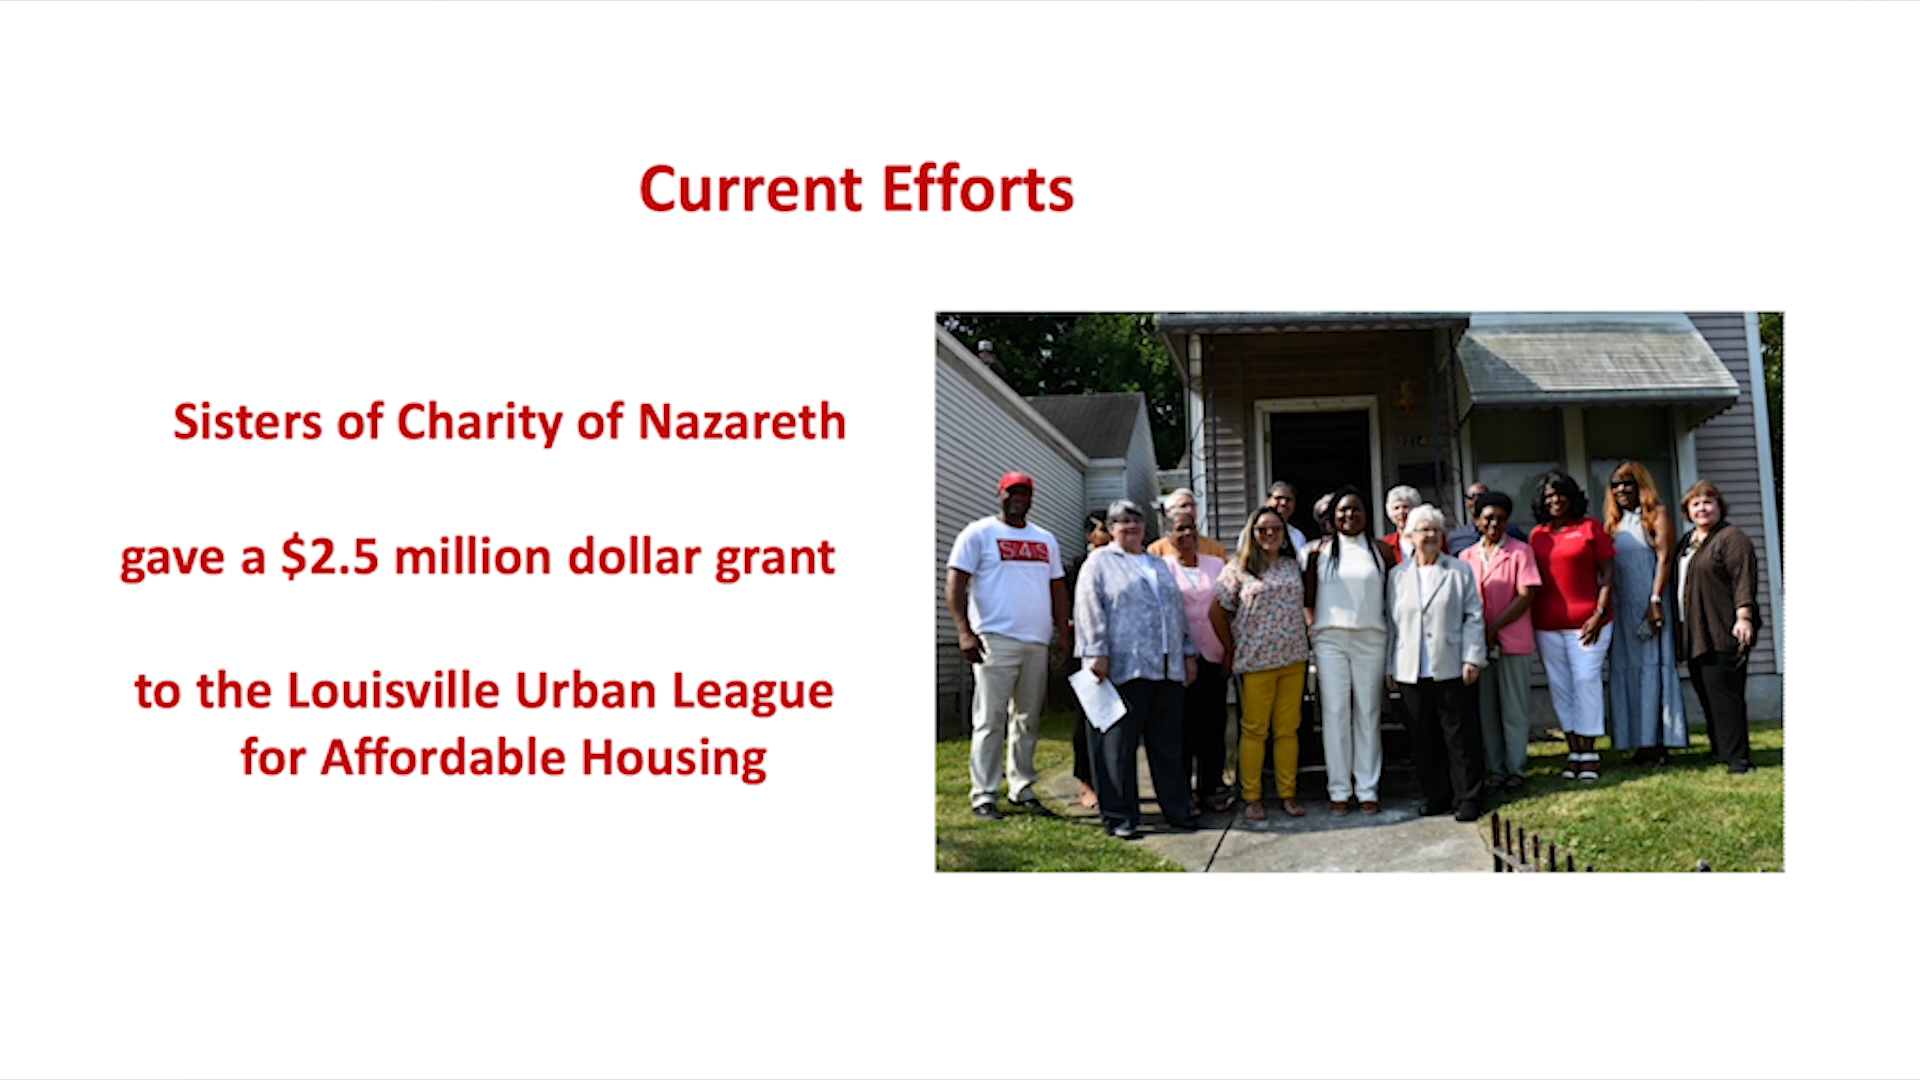 Current Efforts
Sisters of Charity of Nazareth
gave a $2.5 million dollar grant
to the Louisville Urban League
for Affordable Housing
S4S